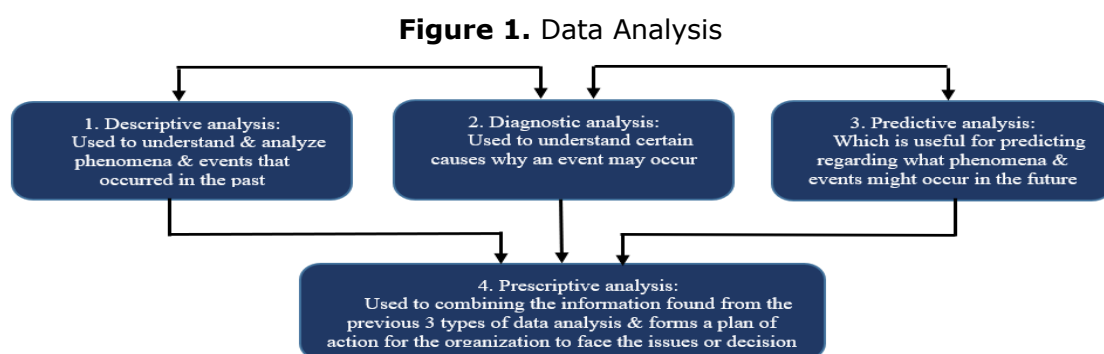 Figure 1. Data Analysis
1. Descriptive analysis:
Used to understand & analyze
phenomena & events that
occurred in the past
2. Diagnostic analysis:
Used to understand certain
causes why an event may occur
3. Predictive analysis:
Which is useful for predicting
regarding what phenomena &
events might occur in the future
4. Prescriptive analysis:
Used to combining the information found from the
previous 3 types of data analysis & forms a plan of
action for the organization to face the issues or decision